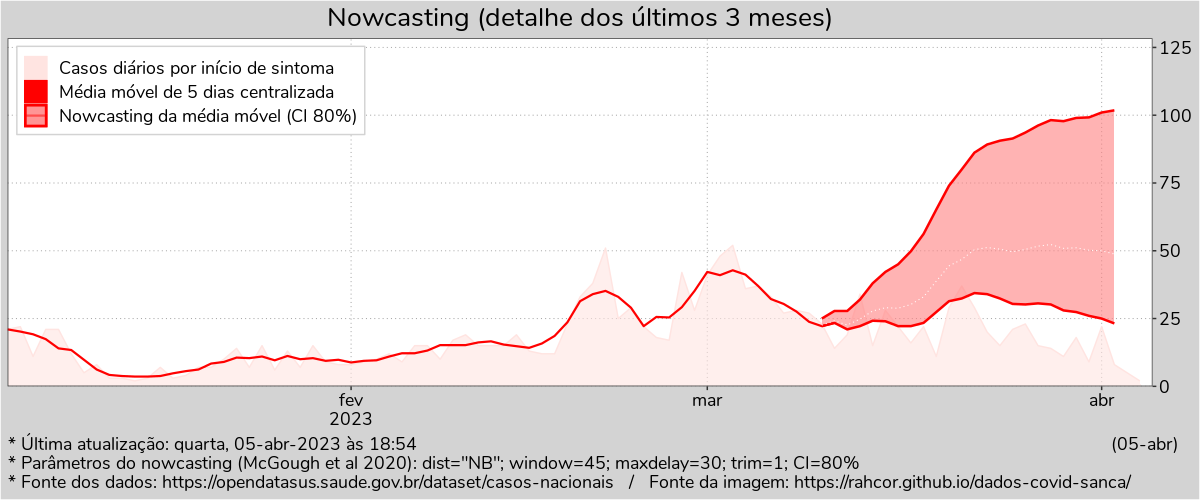 Nowcasting (detalhe dos últimos 3 meses)
Casos diários por início de sintoma
Média móvel de 5 dias centralizada
Nowcasting da média móvel (CI 80%)
125
100
75
50
25
0
fev
2023
mar
abr
* Última atualização: quarta, 05-abr-2023 às 18:54
(05-abr)
* Parâmetros do nowcasting (McGough et al 2020): dist="NB"; window=45; maxdelay=30; trim=1; CI=80%
* Fonte dos dados: https://opendatasus.saude.gov.br/dataset/casos-nacionais / Fonte da imagem: https://rahcor.github.io/dados-covid-sanca/